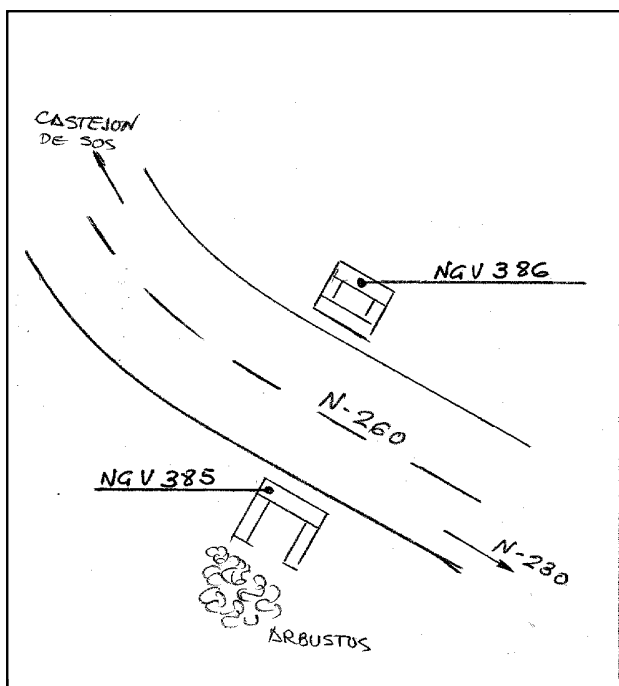 CASTEJON
DE SOS
NGV 386
N-260
NGV 385
N-230
ARBUSTOS